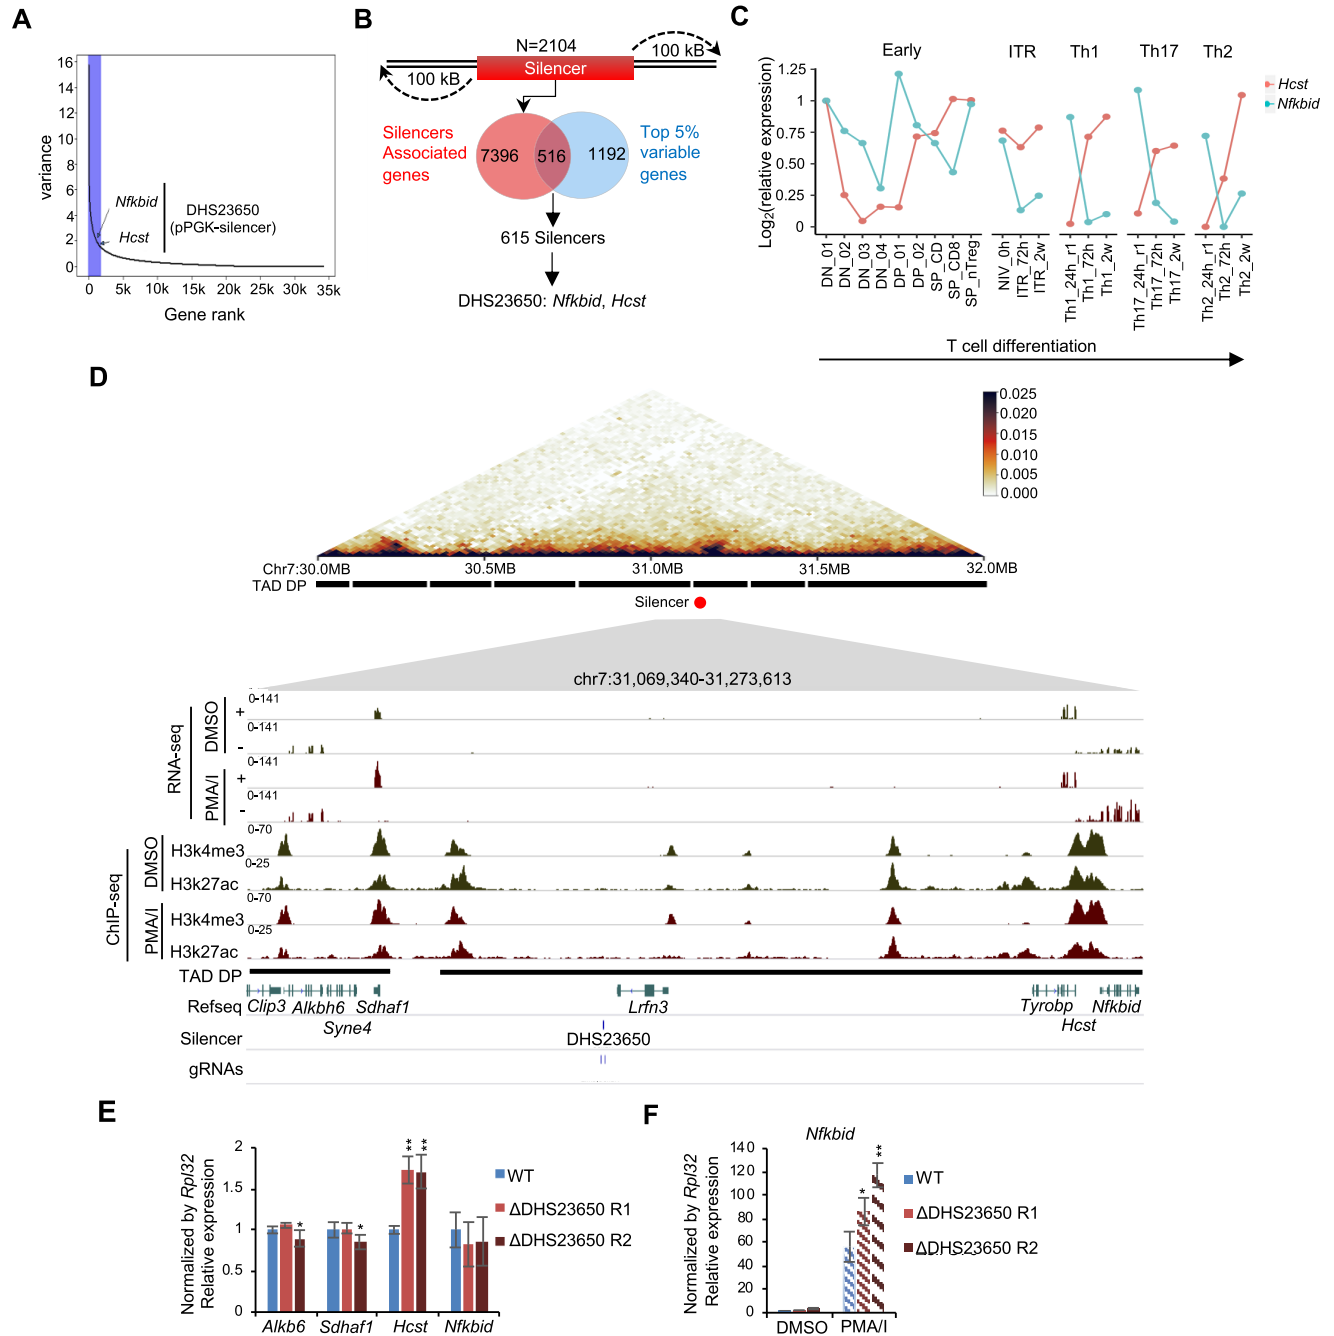 A
variance
16
14
12
10
8
6
4
2
0
Nfkbid
Hcst
DHS23650
(pPGK-silencer)
0 5k 10k 15k 20k 25k 30k 35k
Gene rank
B
N=2104
100 kB
Silencer
100 kB
Silencers
Associated
genes
7396 516 1192
Top 5%
variable
genes
615 Silencers
DHS23650: Nfkbid, Hcst
C
Early ITR Th1 Th17 Th2
Log2(relative expression)
1.25
1
0.75
0.50
0.25
0
Hcst
Nfkbid
DN_01
DN_02
DN_03
DN_04
DP_01
DP_02
SP_CD
SP_CD8
SP_nTreg
NIV_0h
ITR_72h
ITR_2w
Th1_24h_r1
Th1_72h
Th1_2w
Th17_24h_r1
Th17_72h
Th17_2w
Th2_24h_r1
Th2_72h
Th2_2w
T cell differentiation
D
0.025
0.020
0.015
0.010
0.005
0.000
Chr7:30.0MB 30.5MB 31.0MB 31.5MB 32.0MB
TAD DP
Silencer
chr7:31,069,340-31,273,613
RNA-seq
DMSO
+ 0-141
- 0-141
PMA/I
+ 0-141
- 0-141
ChIP-seq
DMSO
H3k4me3 0-70
H3k27ac 0-25
PMA/I
H3k4me3 0-70
H3k27ac 0-25
TAD DP
Refseq Clip3 Alkbh6 Sdhaf1 Lrfn3 Tyrobp Nfkbid
Syne4 Hcst
Silencer DHS23650
gRNAs
E
Normalized by Rpl32
Relative expression
2
1.5
1
0.5
0
*
*
**
**
Alkb6 Sdhaf1 Hcst Nfkbid
WT
ΔDHS23650 R1
ΔDHS23650 R2
F
Nfkbid
Normalized by Rpl32
Relative expression
140
120
100
80
60
40
20
0
*
**
DMSO PMA/I
WT
ΔDHS23650 R1
ΔDHS23650 R2